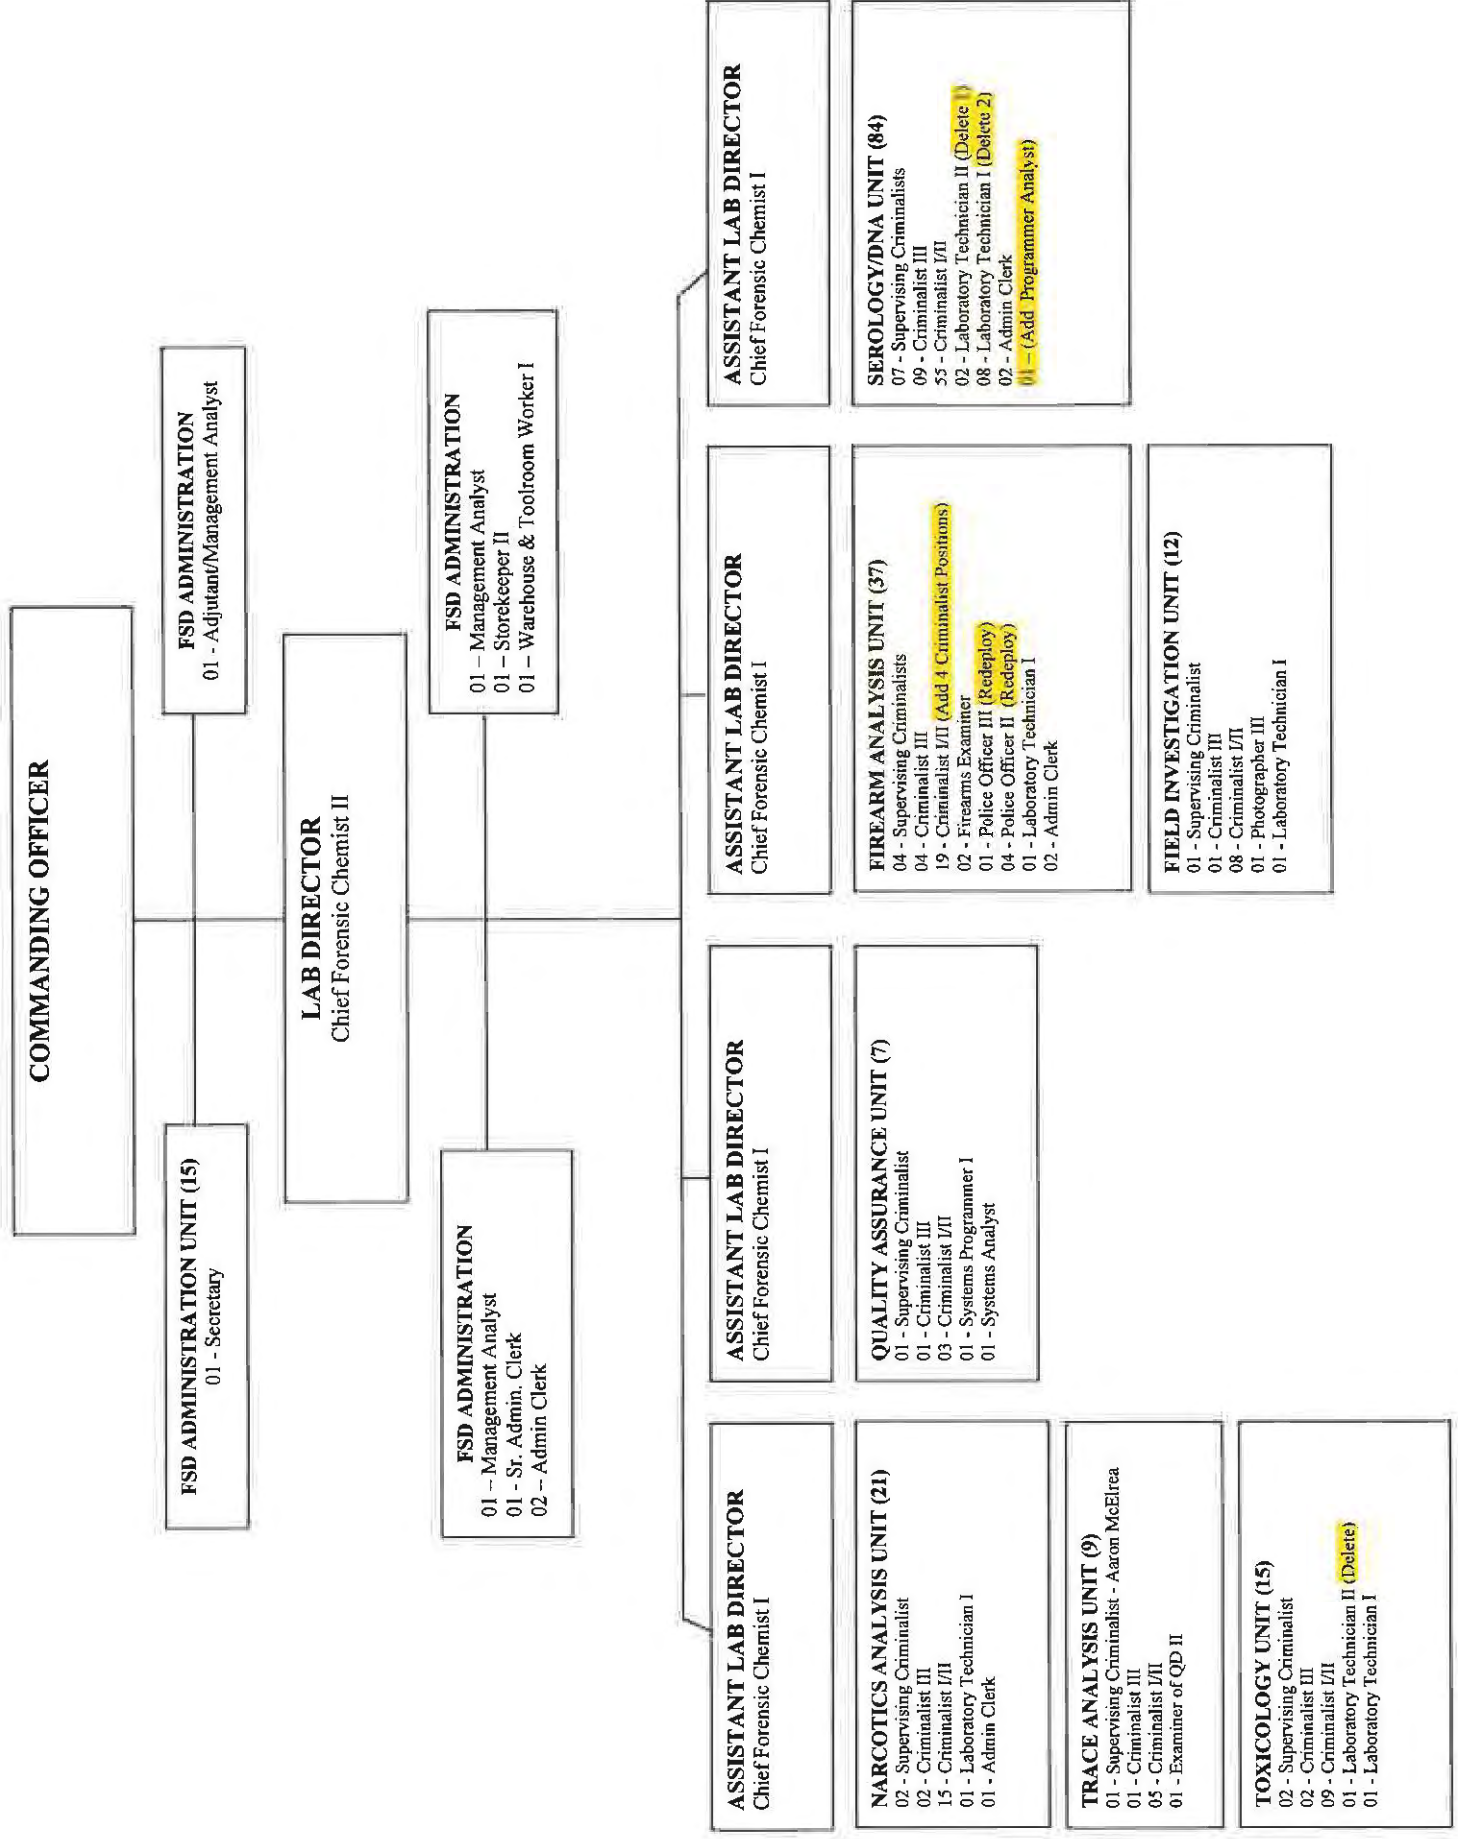 COMMANDING OFFICER
FSD ADMINISTRATION UNIT (15)
01 - Secretary
FSD ADMINISTRATION
01 - Adjutant/Management Analyst
LAB DIRECTOR
Chief Forensic Chemist II
FSD ADMINISTRATION
01 – Management Analyst
01 - Sr. Admin. Clerk
02 – Admin Clerk
FSD ADMINISTRATION
01 – Management Analyst
01 – Storekeeper II
01 – Warehouse & Toolroom Worker I
ASSISTANT LAB DIRECTOR
Chief Forensic Chemist I
NARCOTICS ANALYSIS UNIT (21)
02 - Supervising Criminalist
02 - Criminalist III
15 - Criminalist I/II
01 - Laboratory Technician I
01 - Admin Clerk
TRACE ANALYSIS UNIT (9)
01 - Supervising Criminalist - Aaron McElrea
01 - Criminalist III
05 - Criminalist I/II
01 - Examiner of QD II
TOXICOLOGY UNIT (15)
02 - Supervising Criminalist
02 - Criminalist III
09 - Criminalist I/II
01 - Laboratory Technician II (Delete)
01 - Laboratory Technician I
ASSISTANT LAB DIRECTOR
Chief Forensic Chemist I
QUALITY ASSURANCE UNIT (7)
01 - Supervising Criminalist
01 - Criminalist III
03 - Criminalist I/II
01 - Systems Programmer I
01 - Systems Analyst
ASSISTANT LAB DIRECTOR
Chief Forensic Chemist I
FIREARM ANALYSIS UNIT (37)
04 - Supervising Criminalists
04 - Criminalist III
19 - Criminalist I/II (Add 4 Criminalist Positions)
02 - Firearms Examiner
01 - Police Officer III (Redeploy)
04 - Police Officer II (Redeploy)
01 - Laboratory Technician I
02 - Admin Clerk
FIELD INVESTIGATION UNIT (12)
01 - Supervising Criminalist
01 - Criminalist III
08 - Criminalist I/II
01 - Photographer III
01 - Laboratory Technician I
ASSISTANT LAB DIRECTOR
Chief Forensic Chemist I
SEROLOGY/DNA UNIT (84)
07 - Supervising Criminalists
09 - Criminalist III
55 - Criminalist I/II
02 - Laboratory Technician II (Delete 1)
08 - Laboratory Technician I (Delete 2)
02 - Admin Clerk
01 – (Add Programmer Analyst)